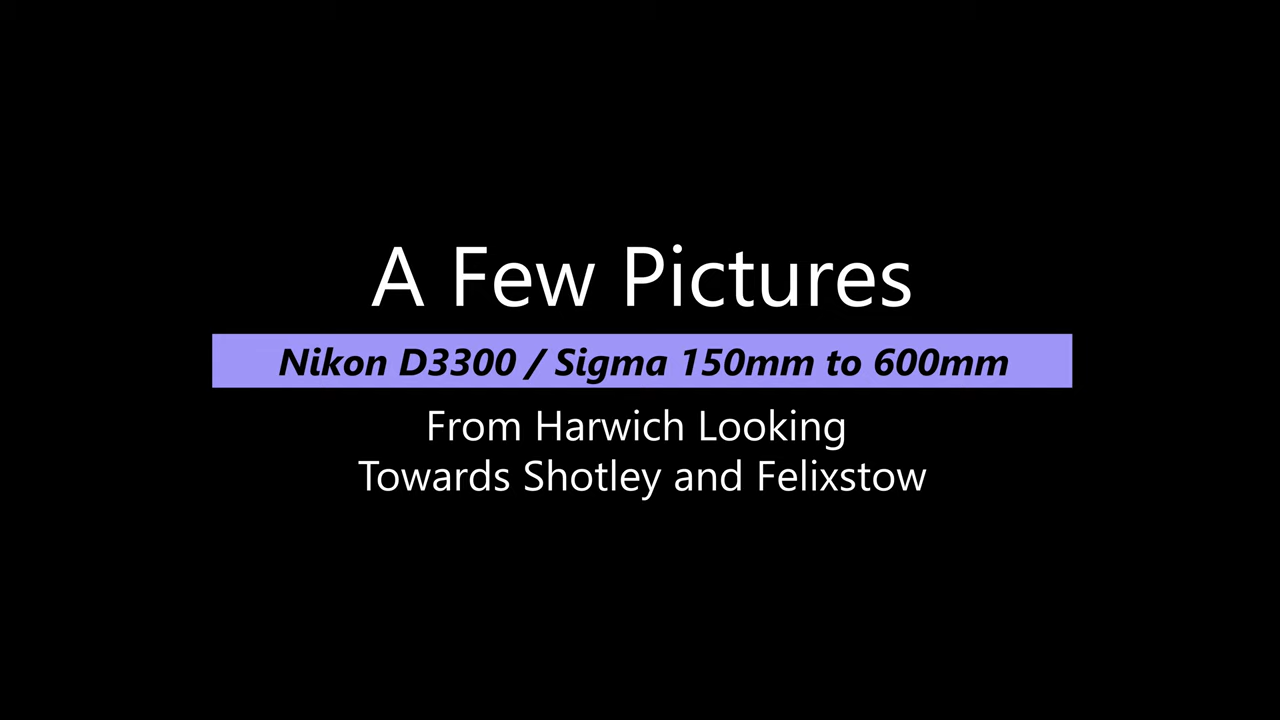 A Few Pictures
Nikon D3300 / Sigma 150mm to 600mm
From Harwich Looking
Towards Shotley and Felixstow